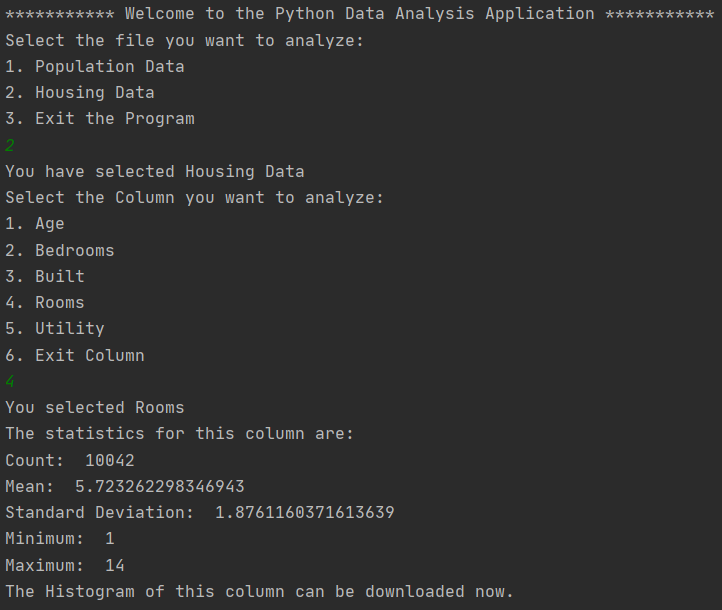 *********** Welcome to the Python Data Analysis Application ***********
Select the file you want to analyze:
1. Population Data
2. Housing Data
3. Exit the Program
2
You have selected Housing Data
Select the Column you want to analyze:
1. Age
2. Bedrooms
3. Built
4. Rooms
5. Utility
6. Exit Column
4
You selected Rooms
The statistics for this column are:
Count:  10042
Mean:  5.723262298346943
Standard Deviation:  1.8761160371613639
Minimum:  1
Maximum:  14
The Histogram of this column can be downloaded now.